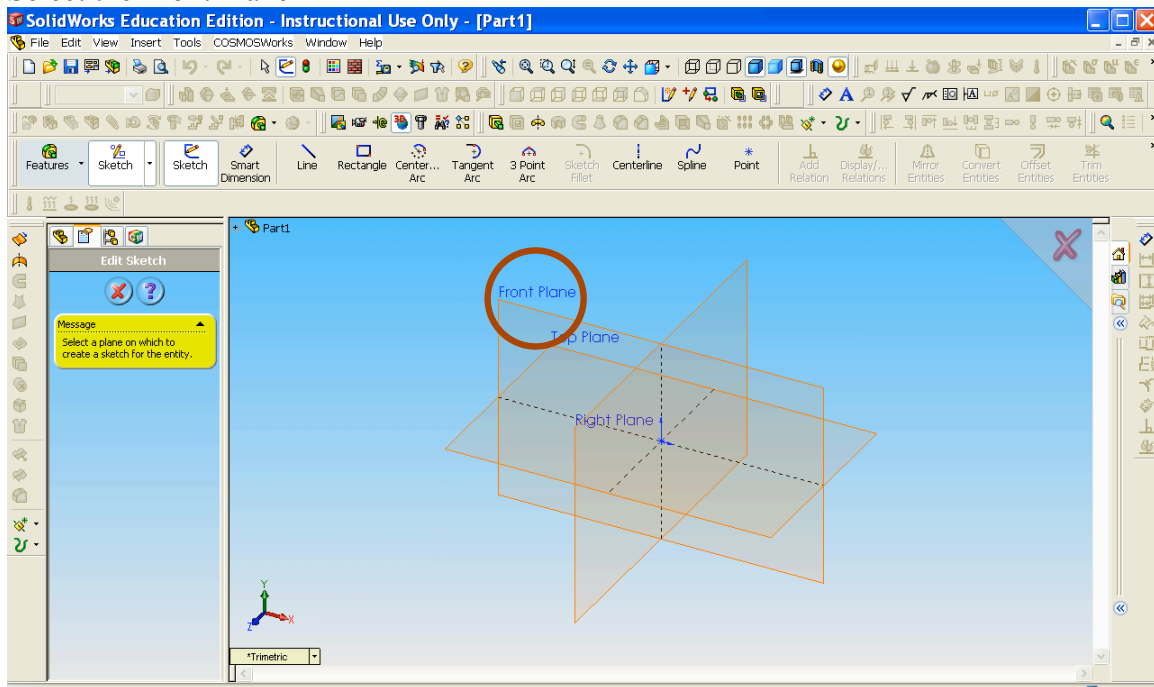 SolidWorks Education Edition - Instructional Use Only - [Part1]
File Edit View Insert Tools COSMOSWorks Window Help
Features Sketch Sketch Smart Dimension Line Rectangle Center... Arc Tangent Arc 3 Point Arc Sketch Fillet Centerline Spline Point Add Relation Display/... Relations Mirror Entities Convert Entities Offset Entities Trim Entities
Part1
Edit Sketch
Message
Select a plane on which to
create a sketch for the entity.
Front Plane
Top Plane
Right Plane
Y
X
Z
*Trimetric